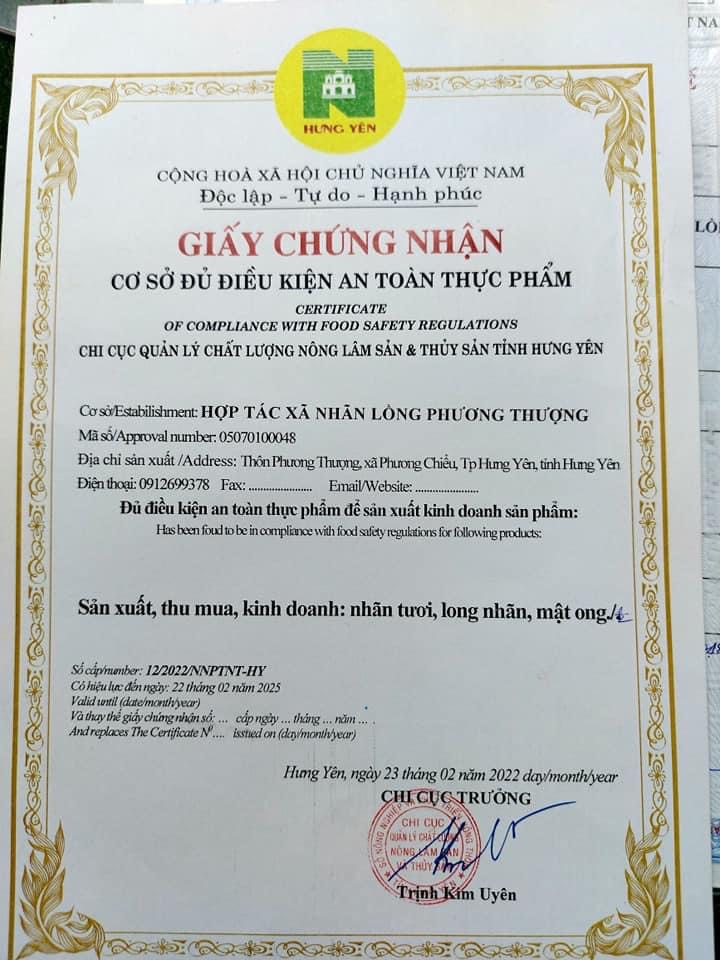 HƯNG YÊN
CỘNG HOÀ XÃ HỘI CHỦ NGHĨA VIỆT NAM
Độc lập - Tự do - Hạnh phúc
GIẤY CHỨNG NHẬN
CƠ SỞ ĐỦ ĐIỀU KIỆN AN TOÀN THỰC PHẨM
CERTIFICATE
OF COMPLIANCE WITH FOOD SAFETY REGULATIONS
CHI CỤC QUẢN LÝ CHẤT LƯỢNG NÔNG LÂM SẢN & THỦY SẢN TỈNH HƯNG YÊN
Cơ sở/Estabilishment: HỢP TÁC XÃ NHÃN LỒNG PHƯƠNG THƯỢNG
Mã số/Approval number: 05070100048
Địa chỉ sản xuất /Address: Thôn Phương Thượng, xã Phương Chiểu, Tp Hưng Yên, tỉnh Hưng Yên
Điện thoại: 0912699378 Fax: ...................... Email/Website: ......................
Đủ điều kiện an toàn thực phẩm để sản xuất kinh doanh sản phẩm:
Has been foud to be in compliance with food safety regulations for following products:
Sản xuất, thu mua, kinh doanh: nhãn tươi, long nhãn, mật ong./.
Số cấp/number: 12/2022/NNPTNT-HY
Có hiệu lực đến ngày: 22 tháng 02 năm 2025
Valid until (date/month/year)
Và thay thế giấy chứng nhận số: ... cấp ngày ... tháng ... năm ... .
And replaces The Certificate Nº.... issued on (day/month/year)
Hưng Yên, ngày 23 tháng 02 năm 2022 day/month/year
CHI CỤC TRƯỞNG
CHI CỤC
QUẢN LÝ CHẤT LƯỢNG
NÔNG LÂM SẢN
VÀ THỦY SẢN
Trịnh Kim Uyên